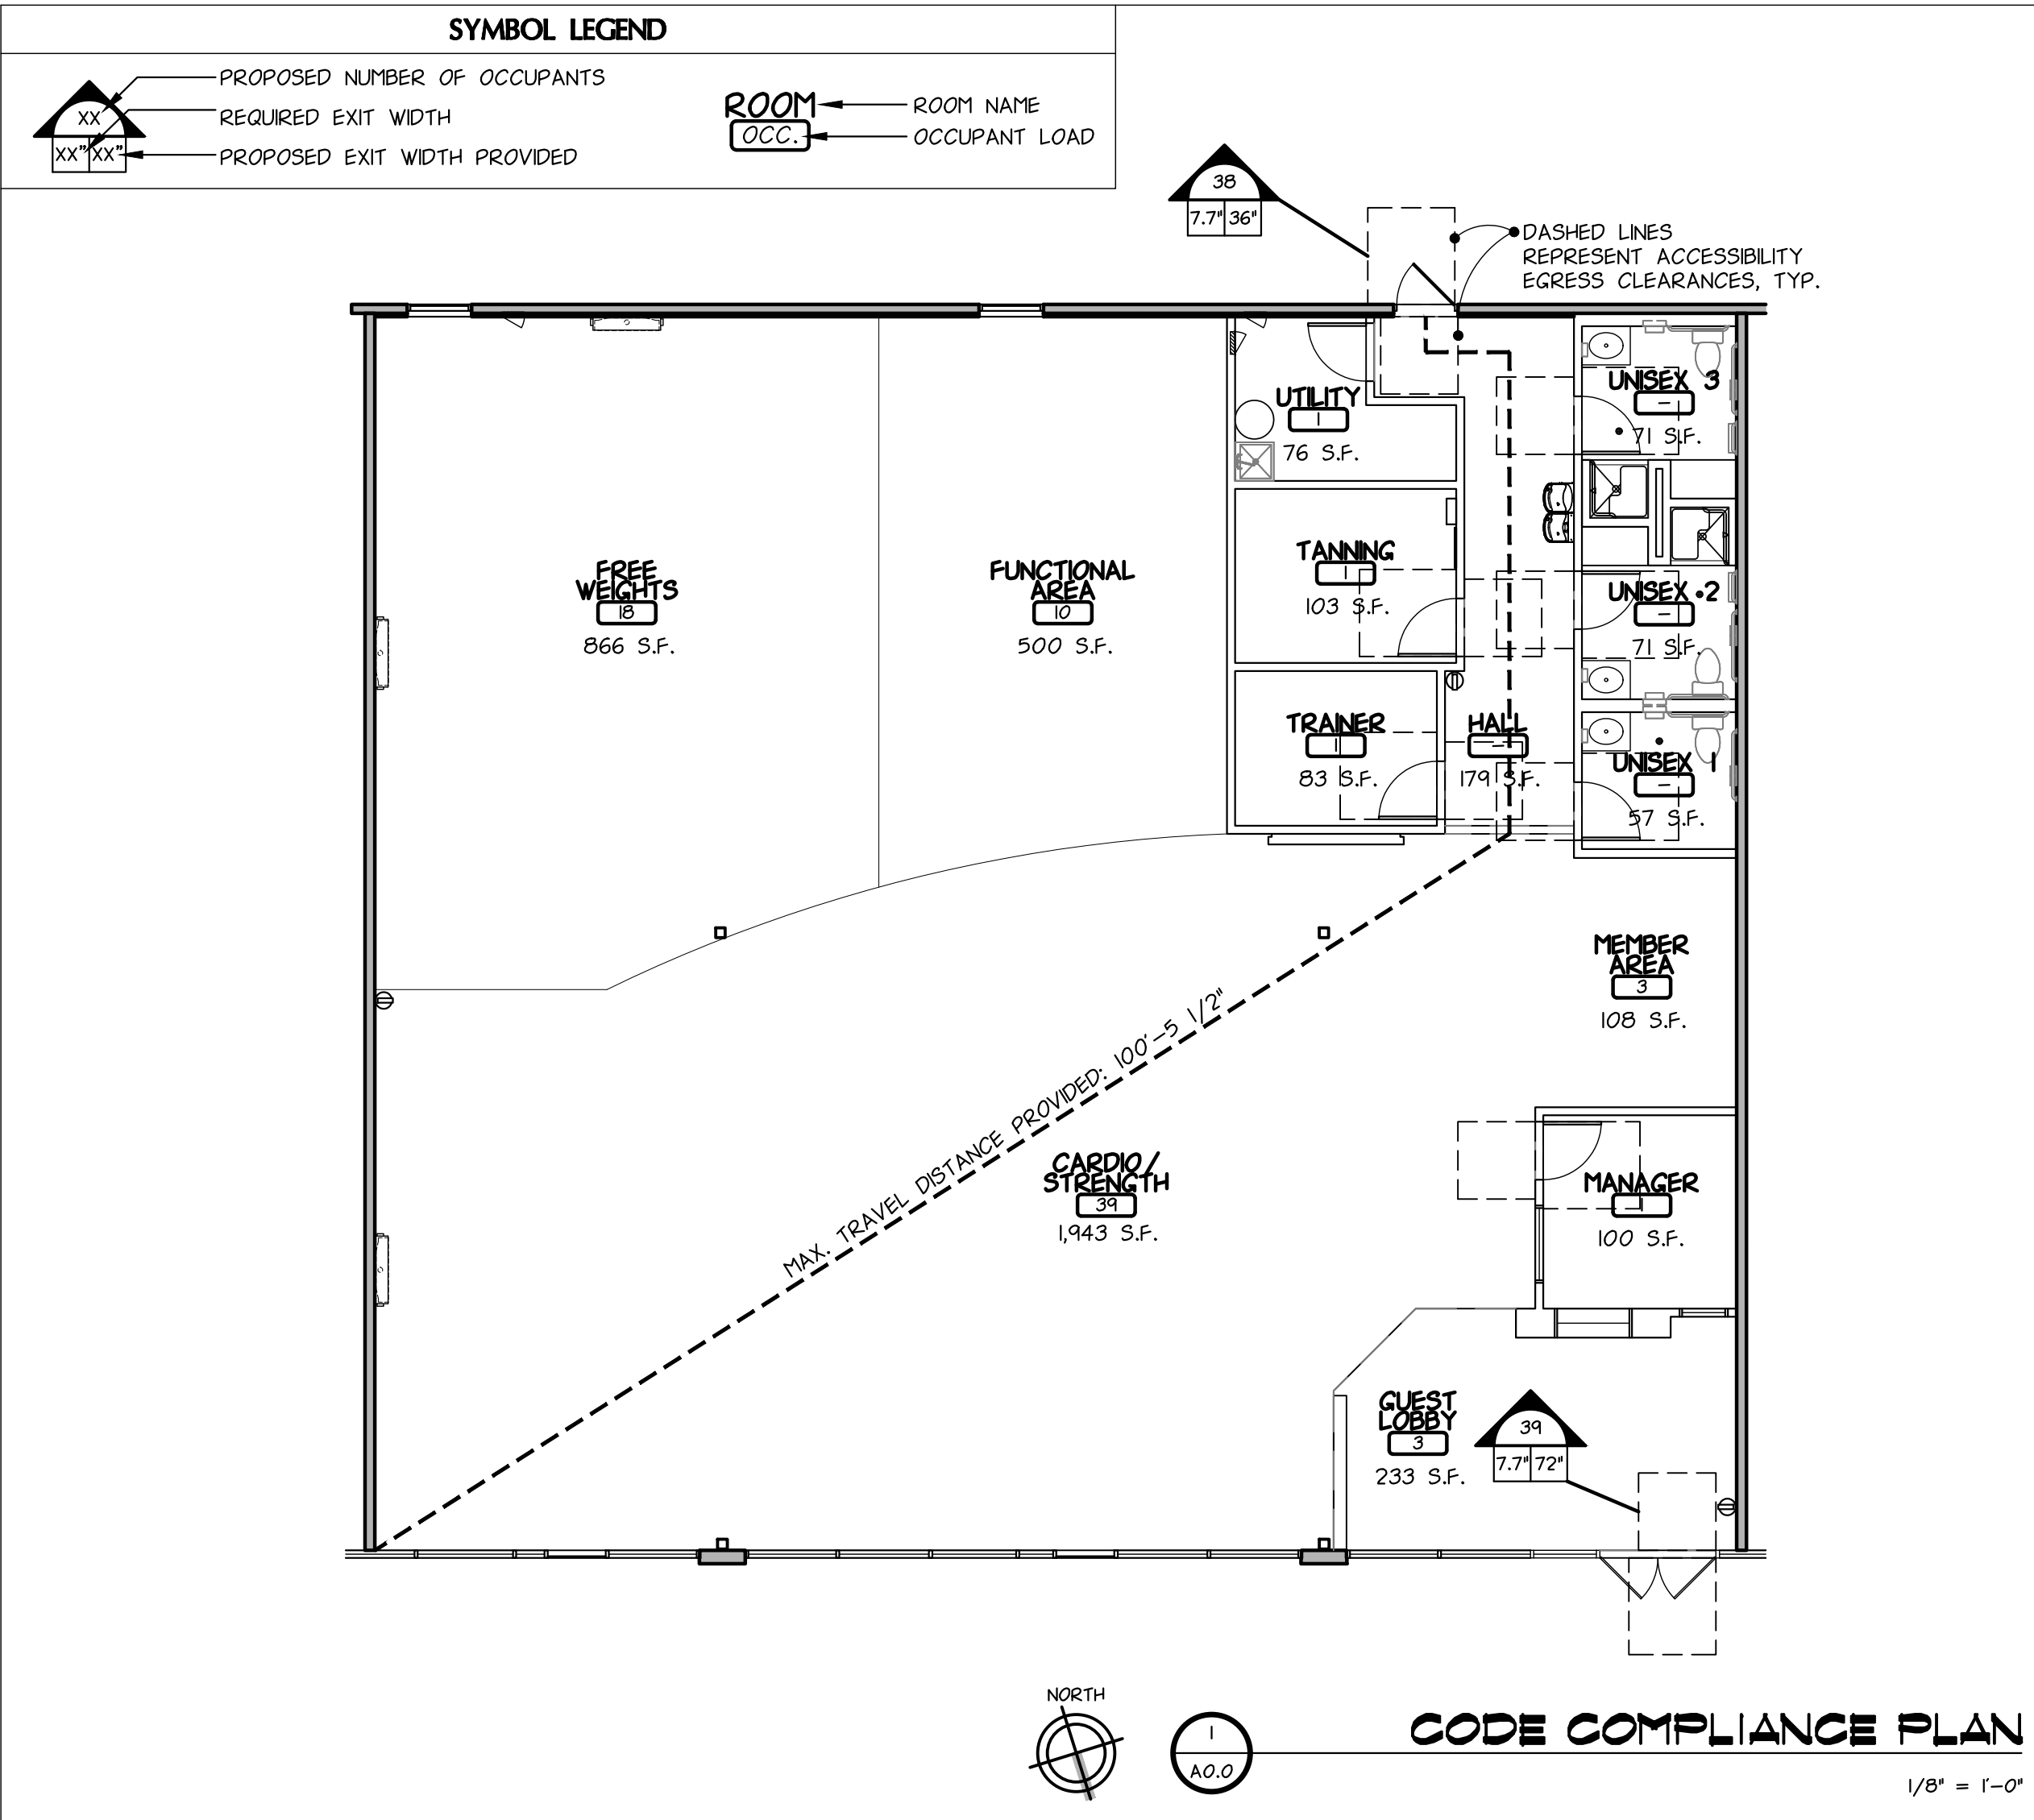 SYMBOL LEGEND
XX
XX" XX"
PROPOSED NUMBER OF OCCUPANTS
REQUIRED EXIT WIDTH
PROPOSED EXIT WIDTH PROVIDED
ROOM
OCC.
ROOM NAME
OCCUPANT LOAD
38
7.7" 36"
DASHED LINES
REPRESENT ACCESSIBILITY
EGRESS CLEARANCES, TYP.
UTILITY
1
76 S.F.
UNISEX 3
-
71 S.F.
FREE
WEIGHTS
18
866 S.F.
FUNCTIONAL
AREA
10
500 S.F.
TANNING
1
103 S.F.
UNISEX 2
-
71 S.F.
TRAINER
1
83 S.F.
HALL
-
179 S.F.
UNISEX 1
-
57 S.F.
MEMBER
AREA
3
108 S.F.
MAX. TRAVEL DISTANCE PROVIDED: 100'-5 1/2"
CARDIO/
STRENGTH
39
1,943 S.F.
MANAGER
1
100 S.F.
GUEST
LOBBY
3
233 S.F.
39
7.7" 72"
NORTH
1
A0.0
CODE COMPLIANCE PLAN
1/8" = 1'-0"